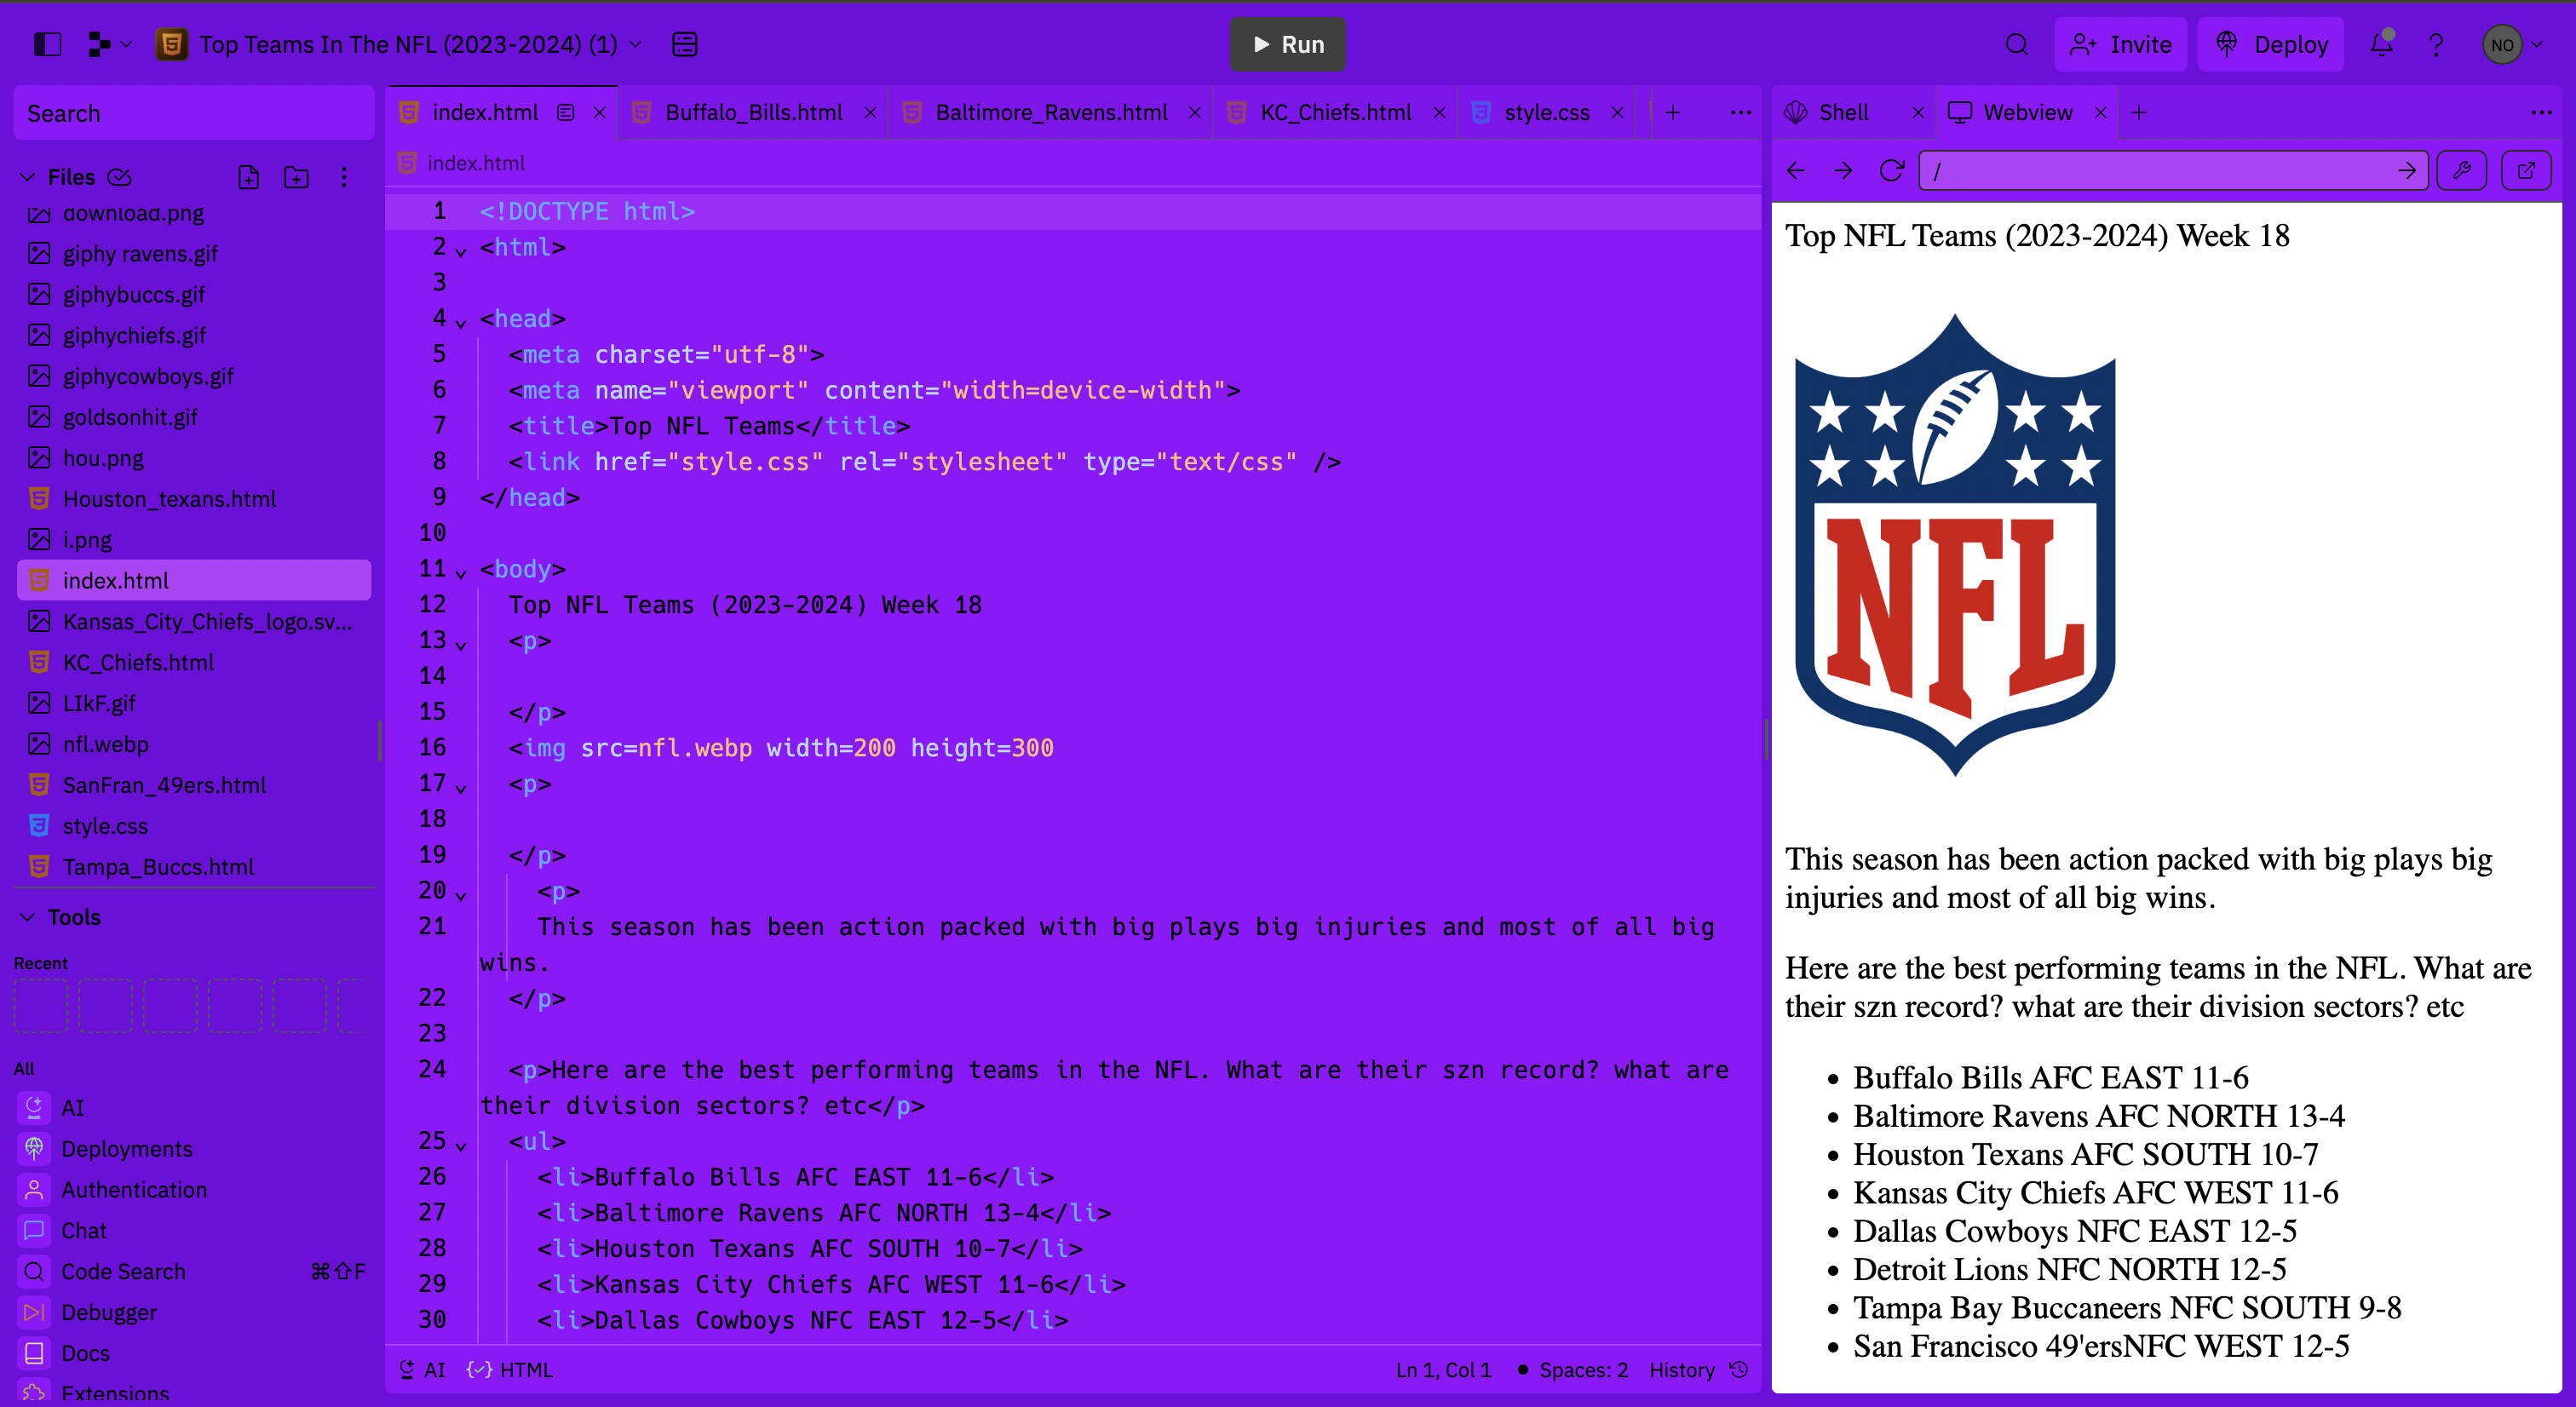 Top Teams In The NFL (2023-2024) (1)
Run
Invite
Deploy
NO
Search
Files
download.png
giphy ravens.gif
giphybuccs.gif
giphychiefs.gif
giphycowboys.gif
goldsonhit.gif
hou.png
Houston_texans.html
i.png
index.html
Kansas_City_Chiefs_logo.sv...
KC_Chiefs.html
LIkF.gif
nfl.webp
SanFran_49ers.html
style.css
Tampa_Buccs.html
Tools
Recent
All
AI
Deployments
Authentication
Chat
Code Search ⌘⇧F
Debugger
Docs
Extensions
index.html
Buffalo_Bills.html
Baltimore_Ravens.html
KC_Chiefs.html
style.css
index.html
1 <!DOCTYPE html>
2 <html>
3
4 <head>
5 <meta charset="utf-8">
6 <meta name="viewport" content="width=device-width">
7 <title>Top NFL Teams</title>
8 <link href="style.css" rel="stylesheet" type="text/css" />
9 </head>
10
11 <body>
12 Top NFL Teams (2023-2024) Week 18
13 <p>
14
15 </p>
16 <img src=nfl.webp width=200 height=300
17 <p>
18
19 </p>
20 <p>
21 This season has been action packed with big plays big injuries and most of all big
wins.
22 </p>
23
24 <p>Here are the best performing teams in the NFL. What are their szn record? what are
their division sectors? etc</p>
25 <ul>
26 <li>Buffalo Bills AFC EAST 11-6</li>
27 <li>Baltimore Ravens AFC NORTH 13-4</li>
28 <li>Houston Texans AFC SOUTH 10-7</li>
29 <li>Kansas City Chiefs AFC WEST 11-6</li>
30 <li>Dallas Cowboys NFC EAST 12-5</li>
AI
HTML
Ln 1, Col 1
Spaces: 2
History
Shell
Webview
/
Top NFL Teams (2023-2024) Week 18
NFL
This season has been action packed with big plays big
injuries and most of all big wins.
Here are the best performing teams in the NFL. What are
their szn record? what are their division sectors? etc
• Buffalo Bills AFC EAST 11-6
• Baltimore Ravens AFC NORTH 13-4
• Houston Texans AFC SOUTH 10-7
• Kansas City Chiefs AFC WEST 11-6
• Dallas Cowboys NFC EAST 12-5
• Detroit Lions NFC NORTH 12-5
• Tampa Bay Buccaneers NFC SOUTH 9-8
• San Francisco 49'ersNFC WEST 12-5